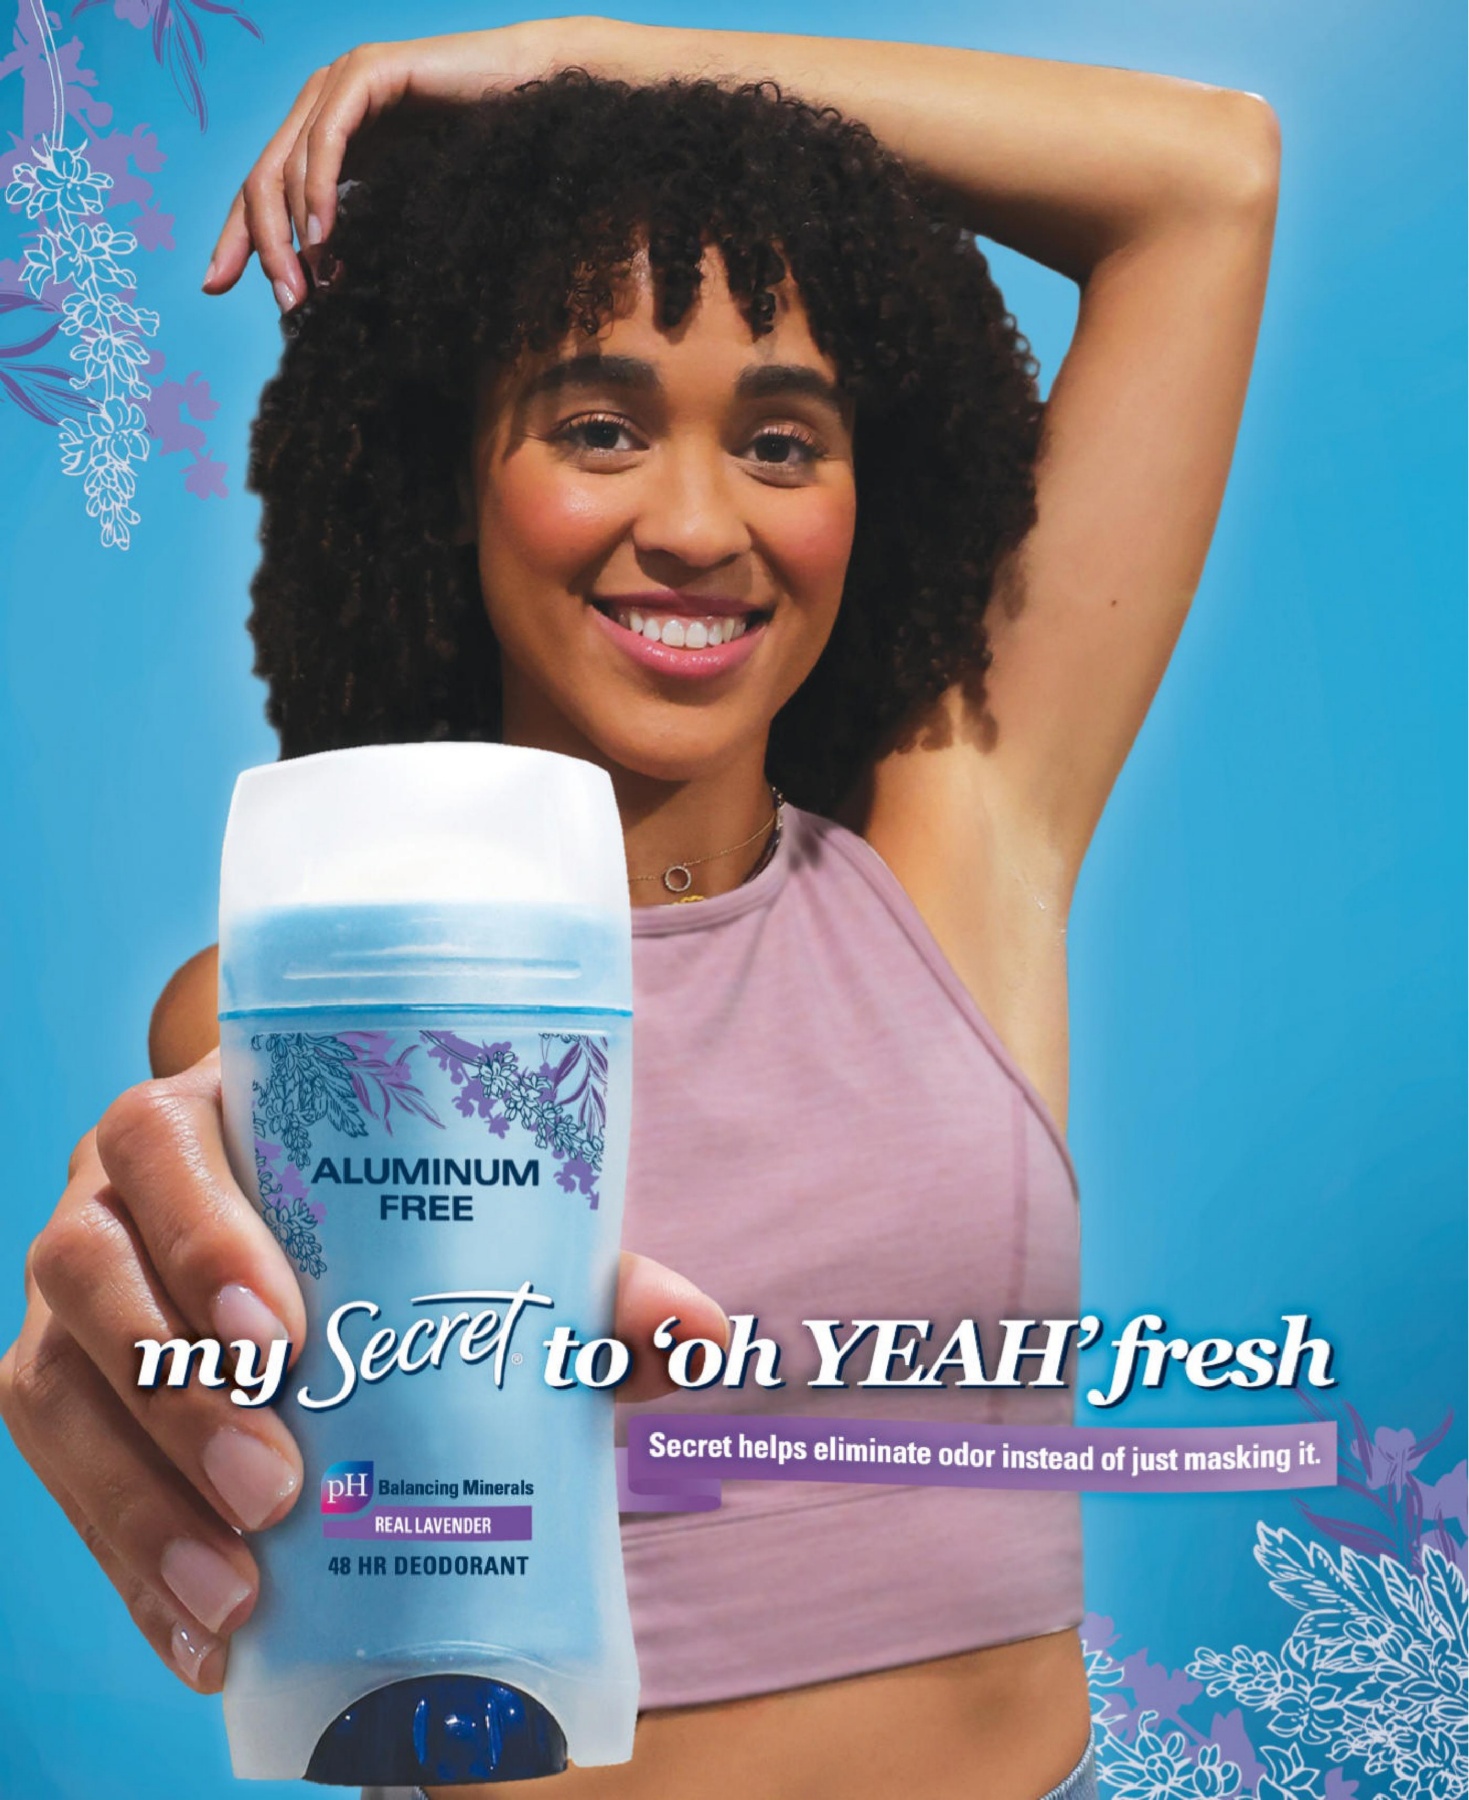 ALUMINUM
FREE
my Secret® to ‘oh YEAH’ fresh
Secret helps eliminate odor instead of just masking it.
pH Balancing Minerals
REAL LAVENDER
48 HR DEODORANT